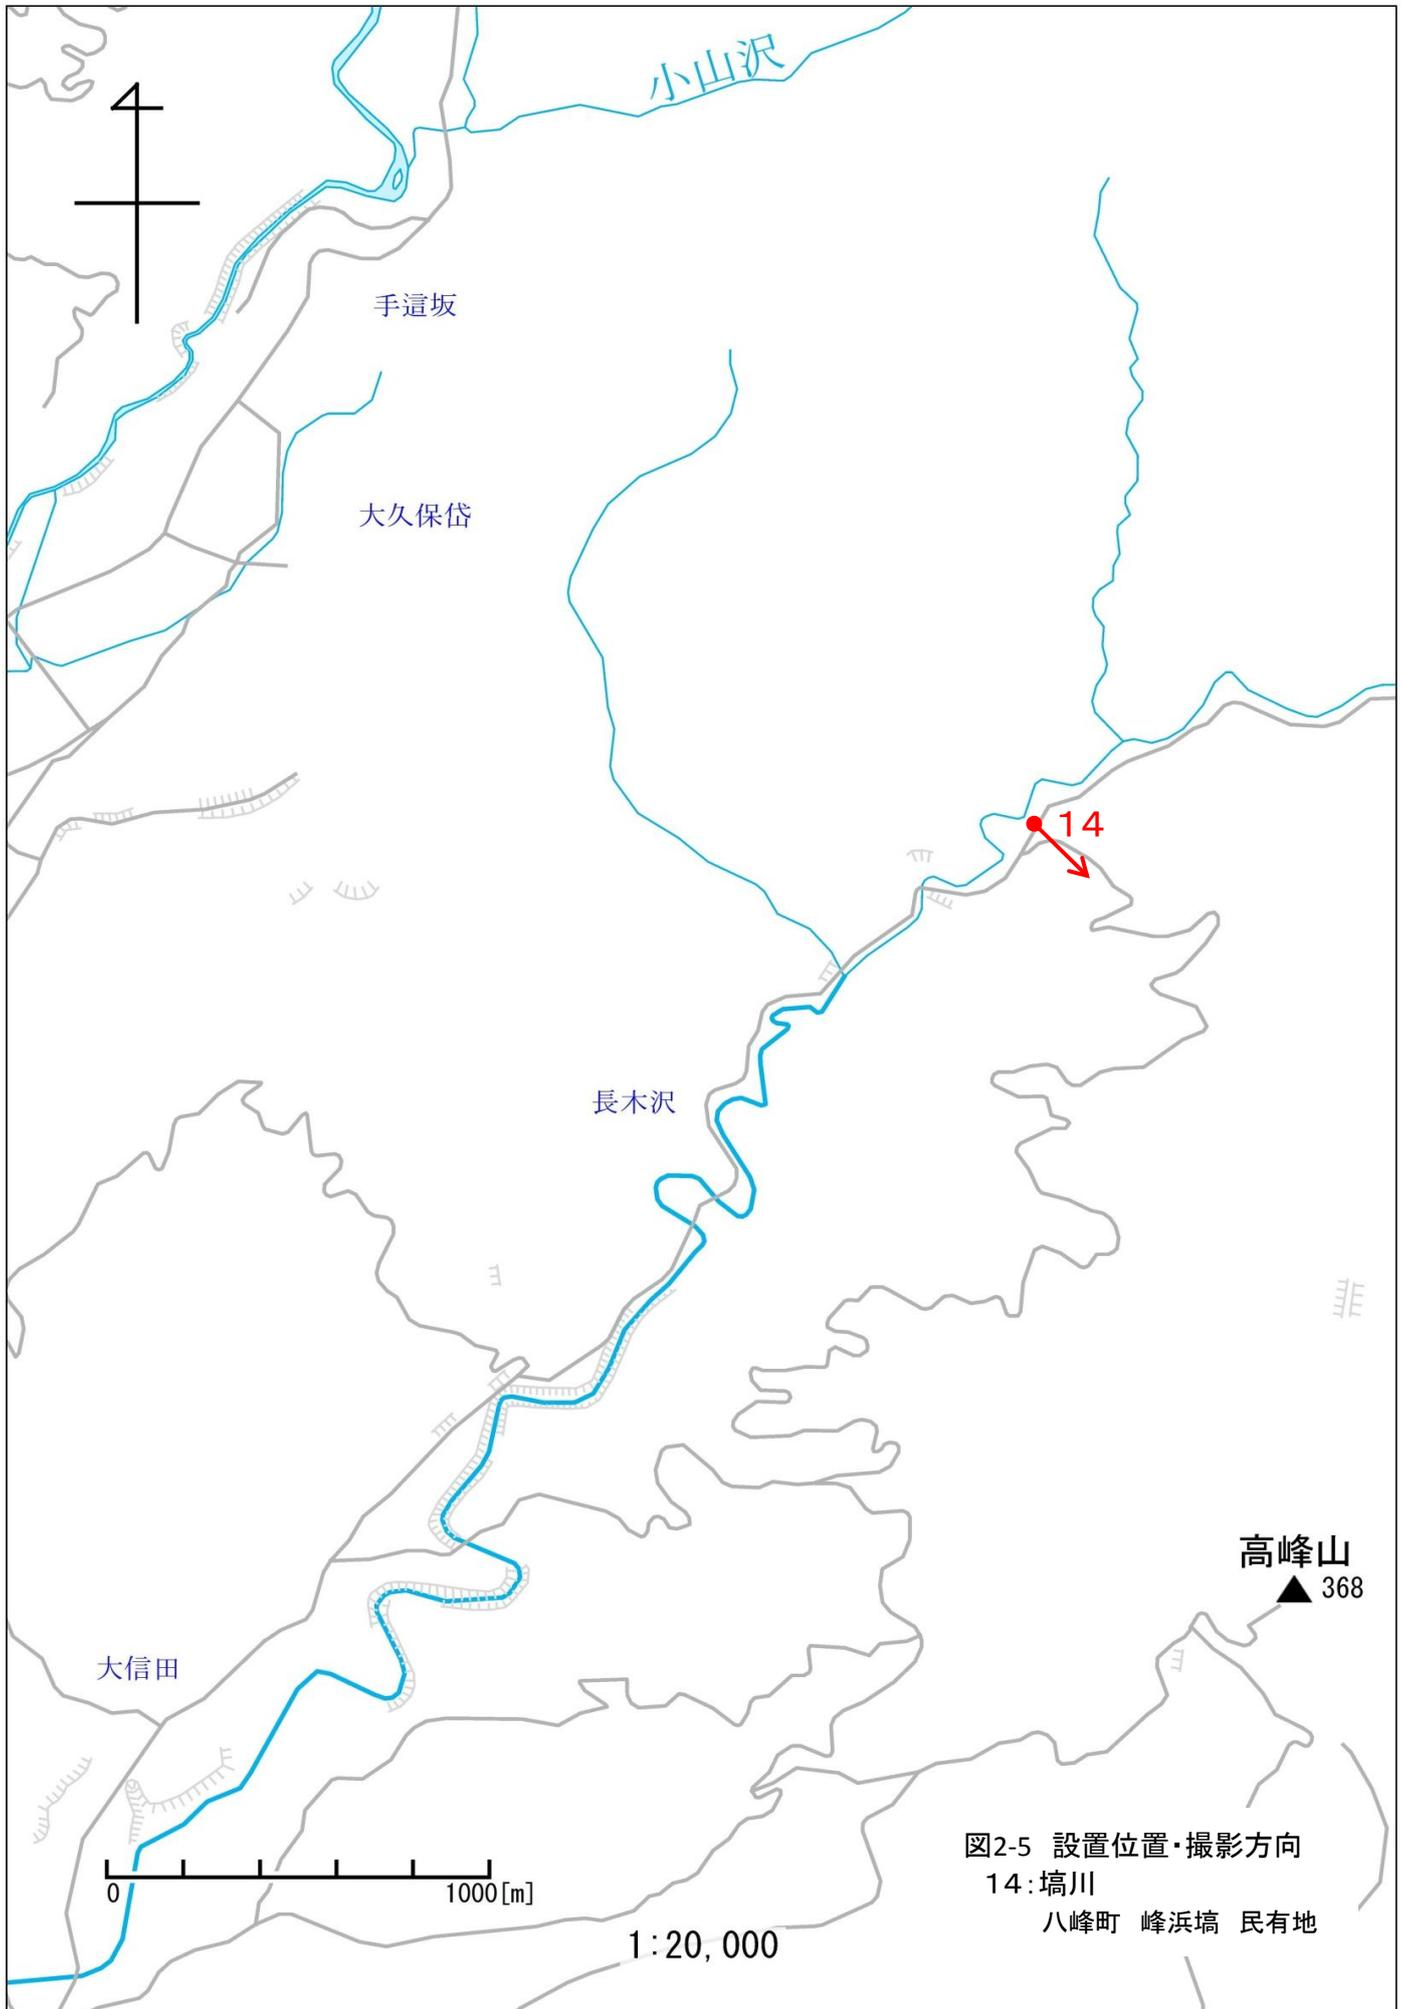 小山沢
手這坂
大久保岱
14
長木沢
高峰山
368
大信田
図2-5 設置位置・撮影方向
14:塙川
八峰町 峰浜塙 民有地
0 1000[m]
1:20,000